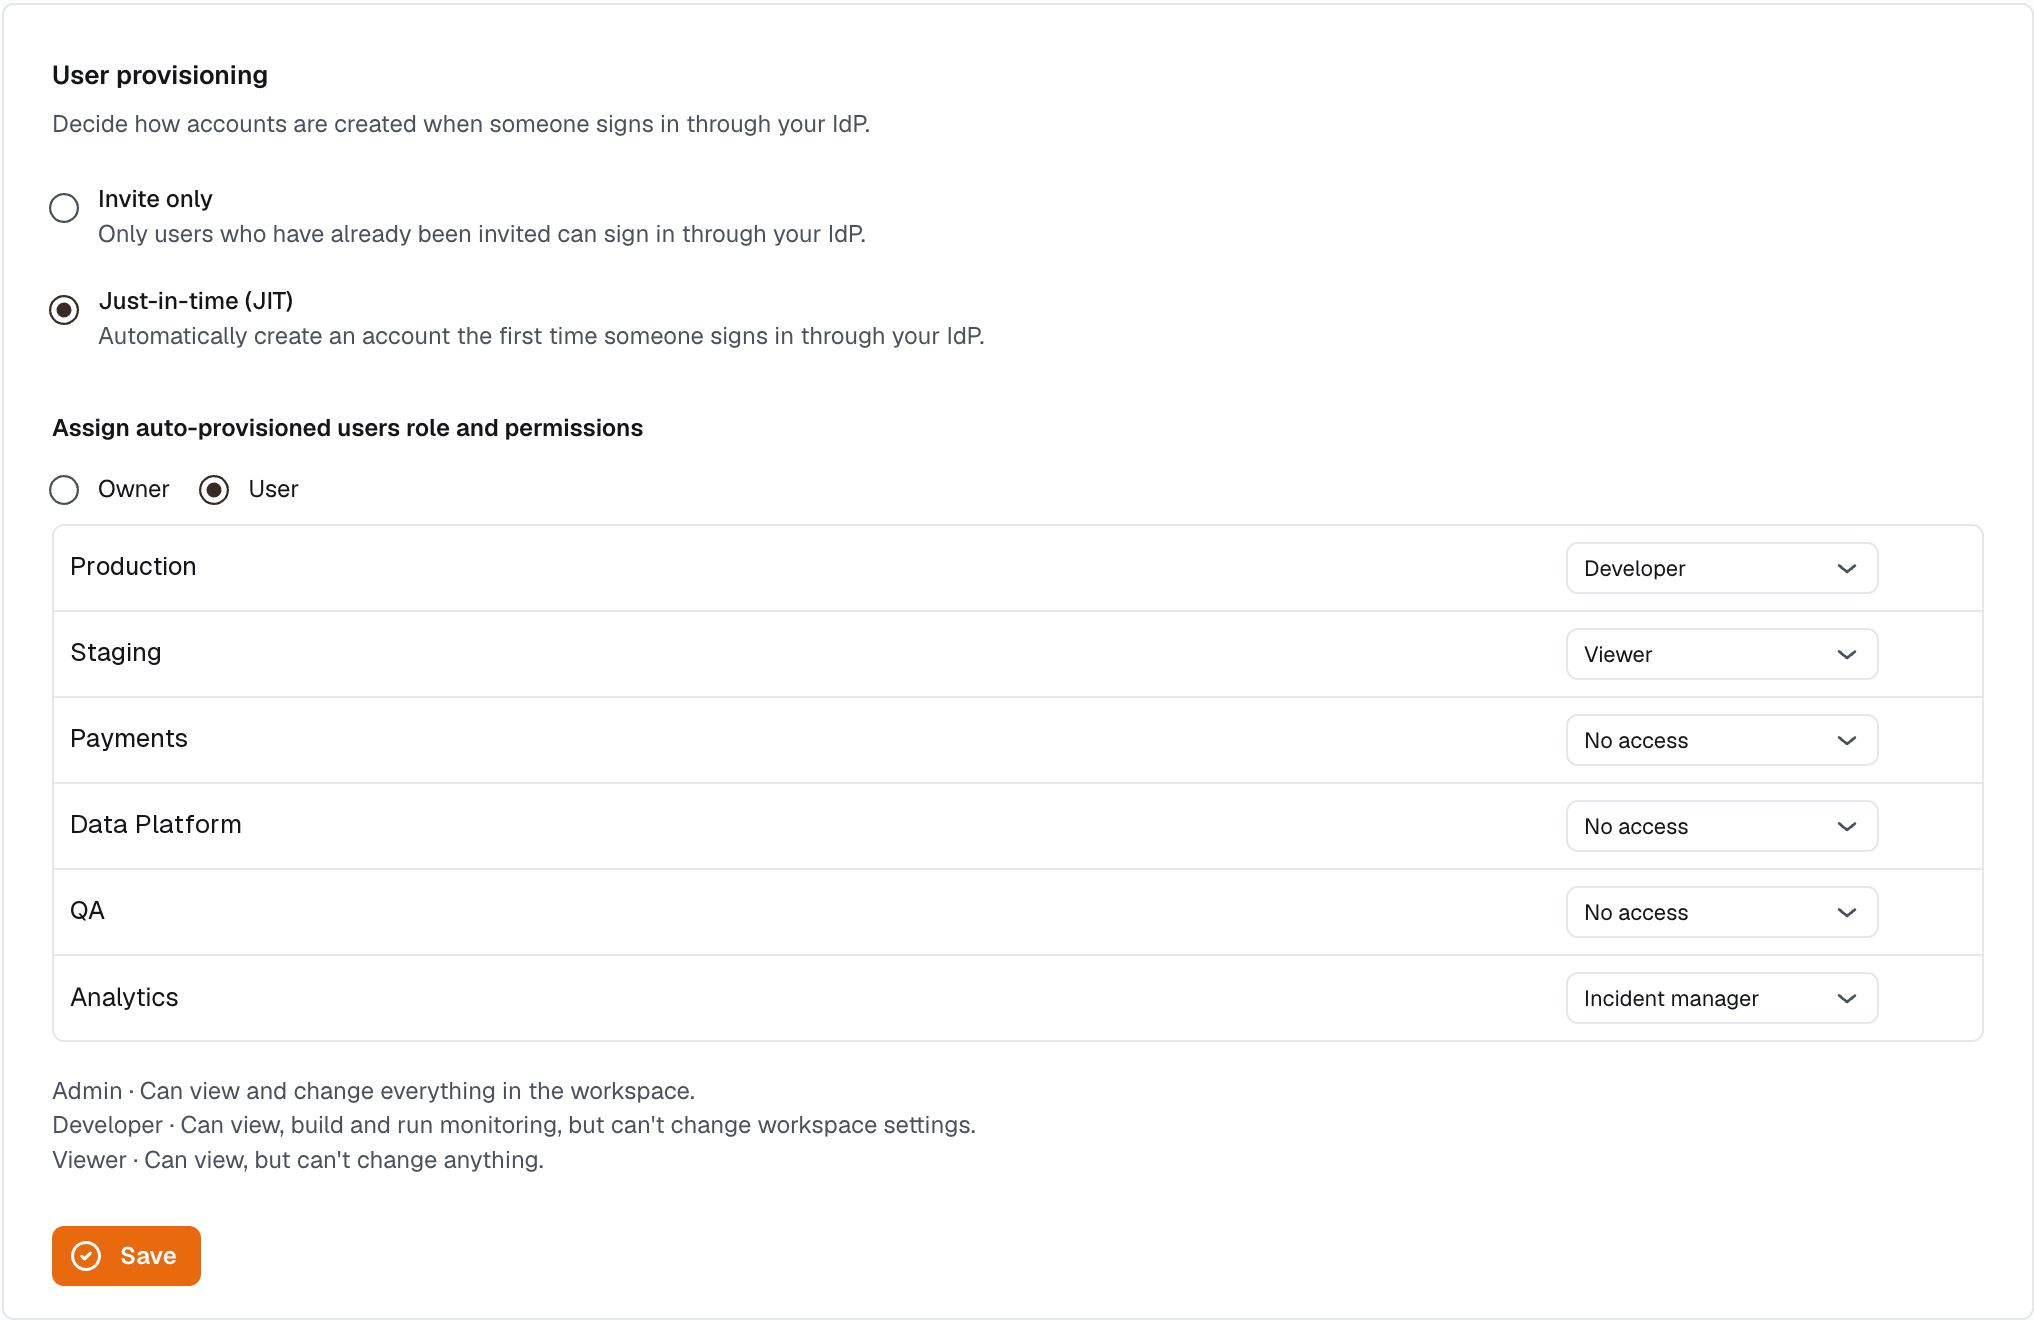 User provisioning
Decide how accounts are created when someone signs in through your IdP.
Invite only
Only users who have already been invited can sign in through your IdP.
Just-in-time (JIT)
Automatically create an account the first time someone signs in through your IdP.
Assign auto-provisioned users role and permissions
Owner User
Production Developer
Staging Viewer
Payments No access
Data Platform No access
QA No access
Analytics Incident manager
Admin · Can view and change everything in the workspace.
Developer · Can view, build and run monitoring, but can't change workspace settings.
Viewer · Can view, but can't change anything.
Save